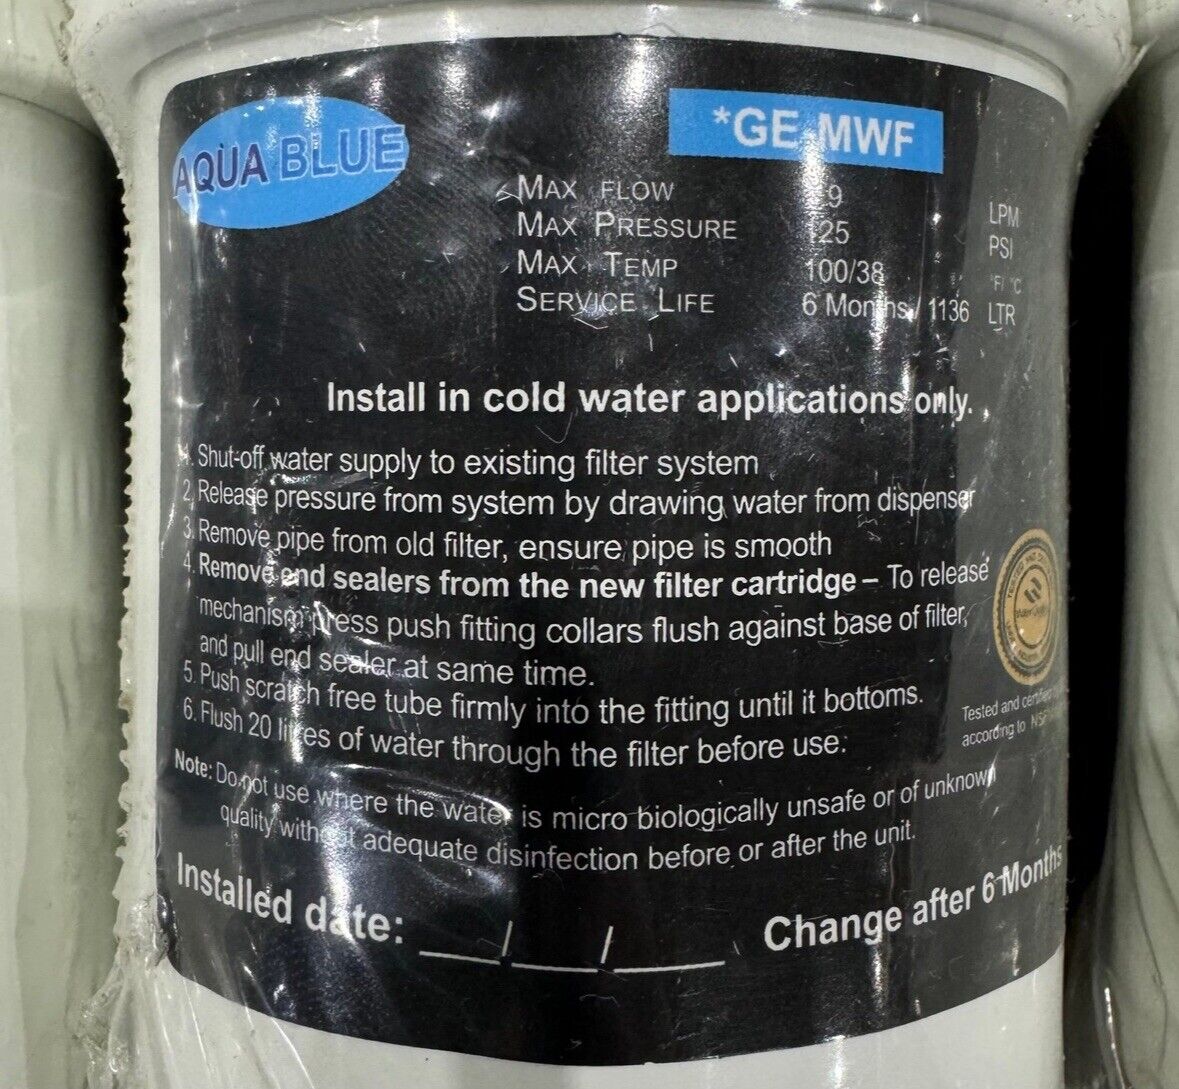 AQUA BLUE
*GE MWF
MAX FLOW 9 LPM
MAX PRESSURE 125 PSI
MAX TEMP 100/38 °F/ °C
SERVICE LIFE 6 Months / 1136 LTR
Install in cold water applications only.
1. Shut-off water supply to existing filter system
2. Release pressure from system by drawing water from dispenser
3. Remove pipe from old filter, ensure pipe is smooth
4. Remove end sealers from the new filter cartridge – To release
mechanism press push fitting collars flush against base of filter,
and pull end sealer at same time.
5. Push scratch free tube firmly into the fitting until it bottoms.
6. Flush 20 litres of water through the filter before use.
Tested and certified
according to NSF
Note: Do not use where the water is micro biologically unsafe or of unknown
quality without adequate disinfection before or after the unit.
Installed date: __/__/__ Change after 6 Months